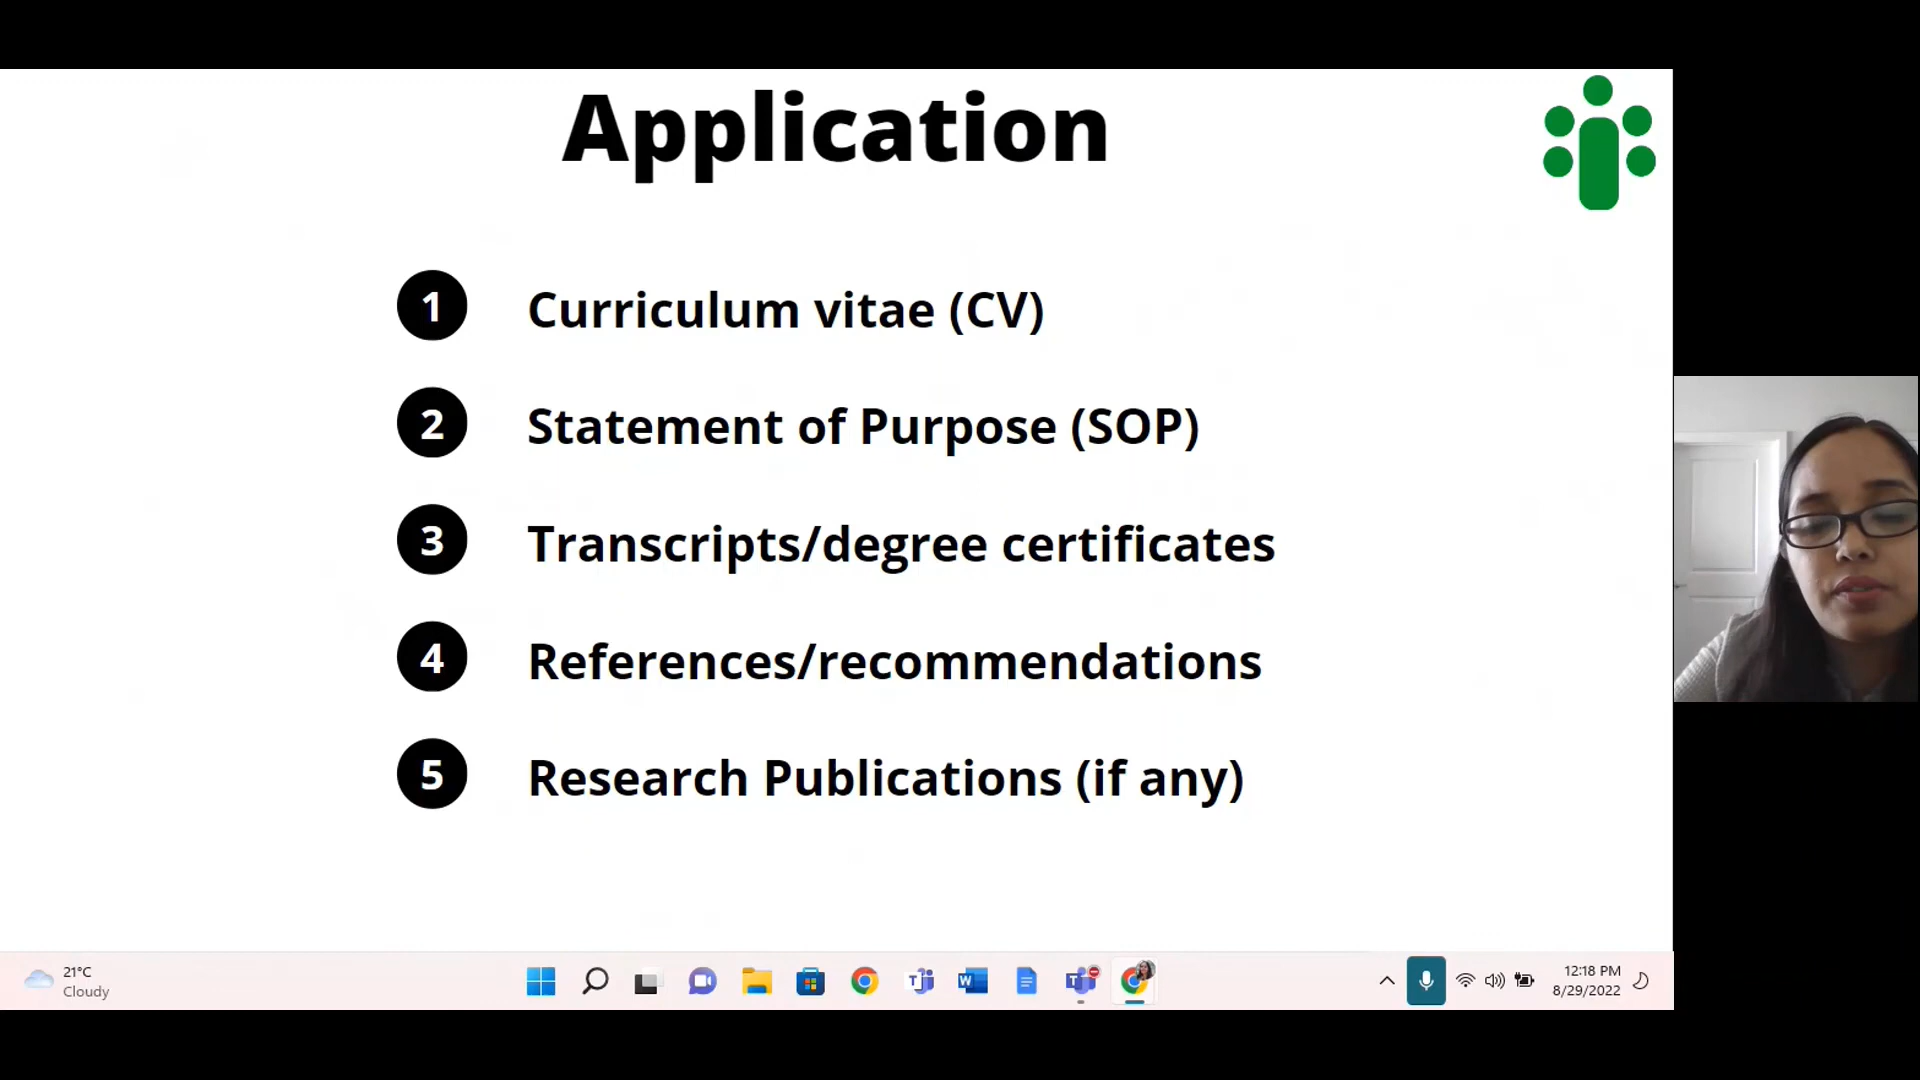 Application
1 Curriculum vitae (CV)
2 Statement of Purpose (SOP)
3 Transcripts/degree certificates
4 References/recommendations
5 Research Publications (if any)
21°C
Cloudy
12:18 PM
8/29/2022